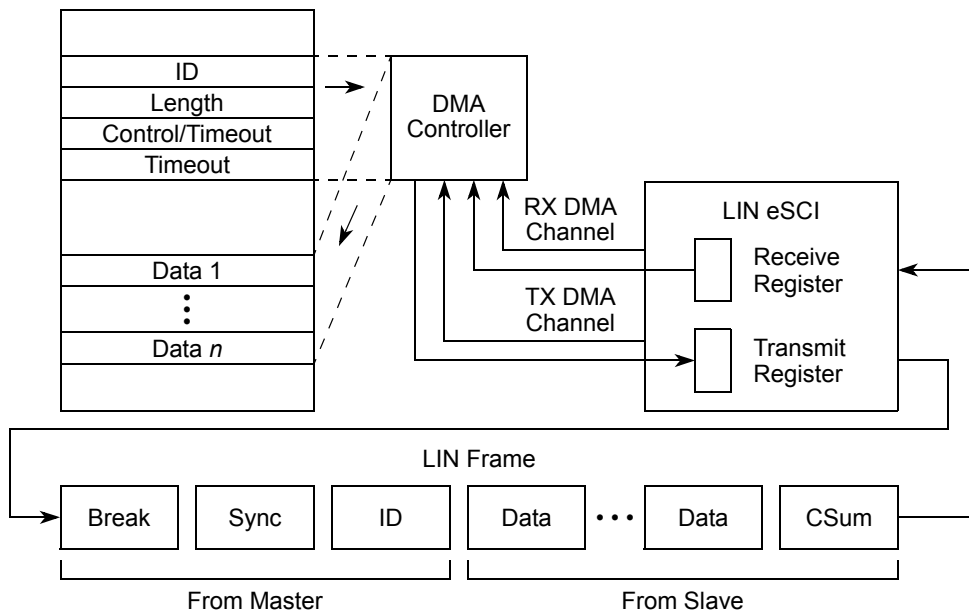 ID
Length
Control/Timeout
Timeout
Data 1
Data n
DMA
Controller
RX DMA
Channel
TX DMA
Channel
LIN eSCI
Receive
Register
Transmit
Register
LIN Frame
Break
Sync
ID
Data
Data
CSum
From Master
From Slave